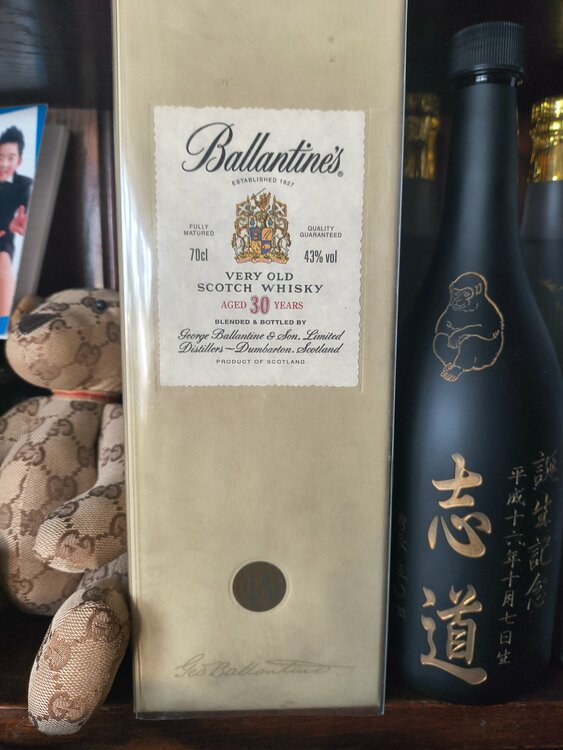 Ballantine's®
ESTABLISHED 1827
FULLY
MATURED
70cl
QUALITY
GUARANTEED
43% vol
VERY OLD
SCOTCH WHISKY
AGED 30 YEARS
BLENDED & BOTTLED BY
George Ballantine & Son, Limited
Distillers—Dumbarton, Scotland
PRODUCT OF SCOTLAND
Geo. Ballantine
志道
誕生記念
平成十六年十月七日生